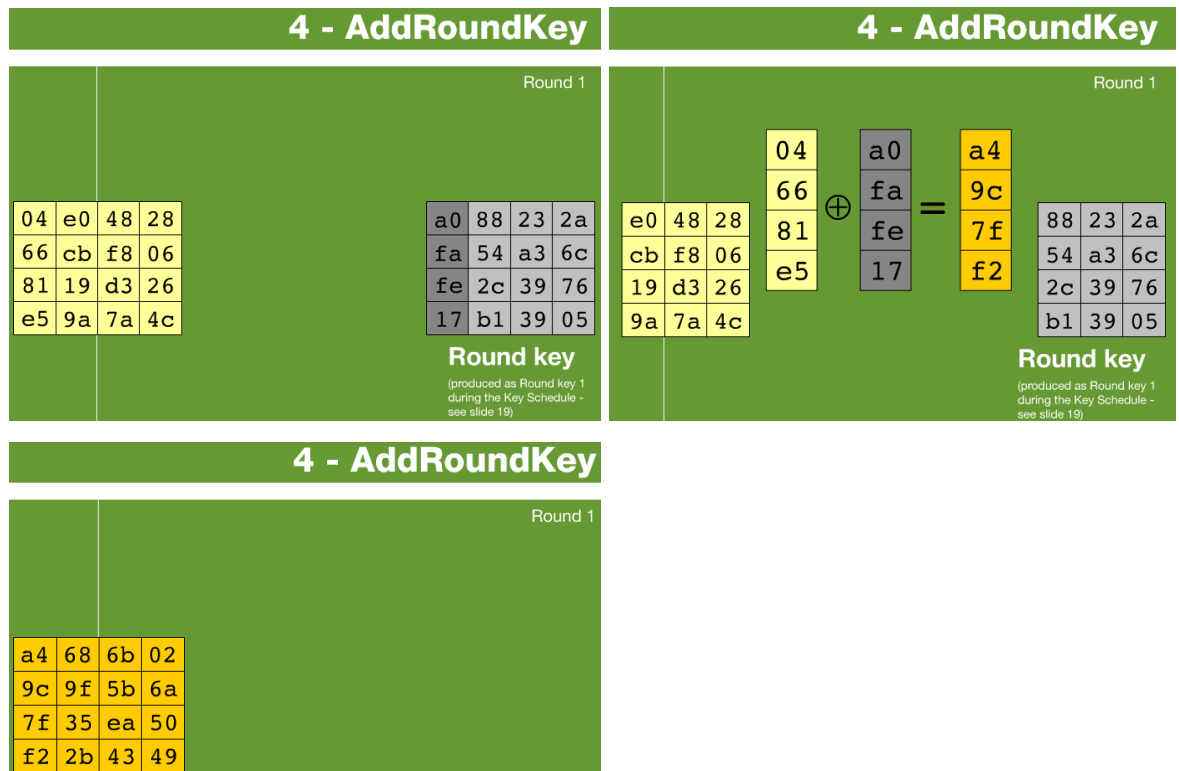 4 - AddRoundKey
Round 1
04 e0 48 28
66 cb f8 06
81 19 d3 26
e5 9a 7a 4c
a0 88 23 2a
fa 54 a3 6c
fe 2c 39 76
17 b1 39 05
Round key
(produced as Round key 1
during the Key Schedule -
see slide 19)
4 - AddRoundKey
Round 1
e0 48 28
cb f8 06
19 d3 26
9a 7a 4c
04
66
81
e5
⊕
a0
fa
fe
17
=
a4
9c
7f
f2
88 23 2a
54 a3 6c
2c 39 76
b1 39 05
Round key
(produced as Round key 1
during the Key Schedule -
see slide 19)
4 - AddRoundKey
Round 1
a4 68 6b 02
9c 9f 5b 6a
7f 35 ea 50
f2 2b 43 49